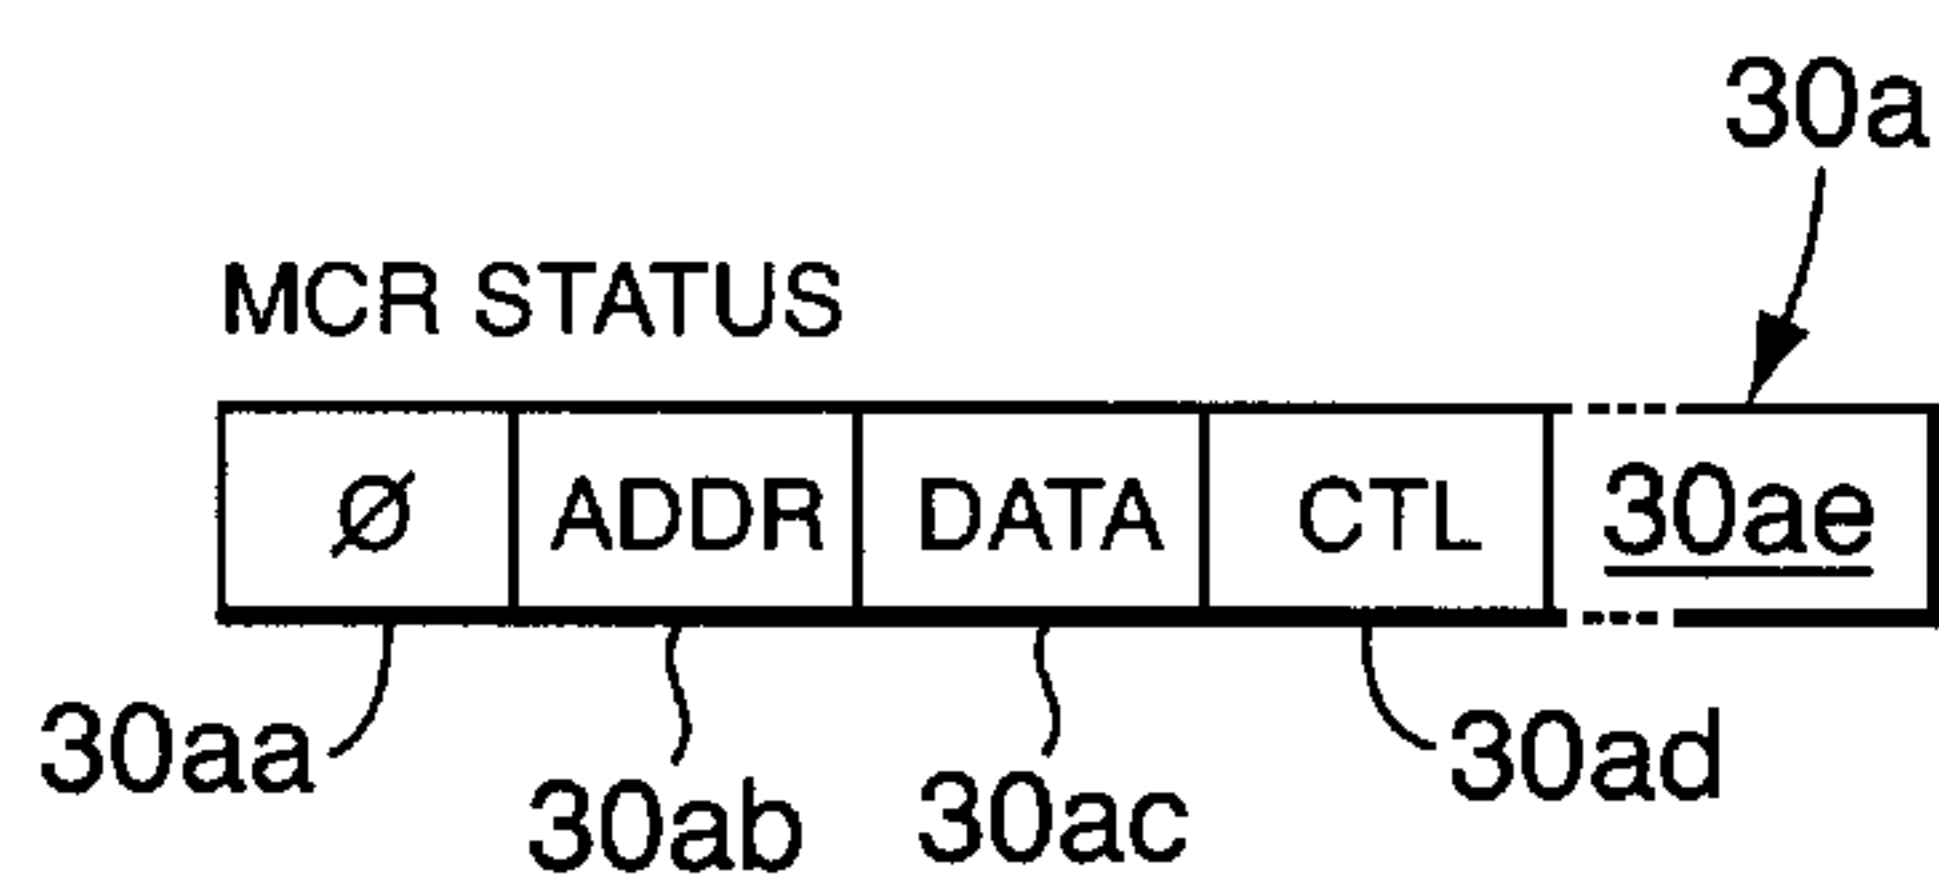 30a
MCR STATUS
Ø ADDR DATA CTL 30ae
30aa 30ab 30ac 30ad